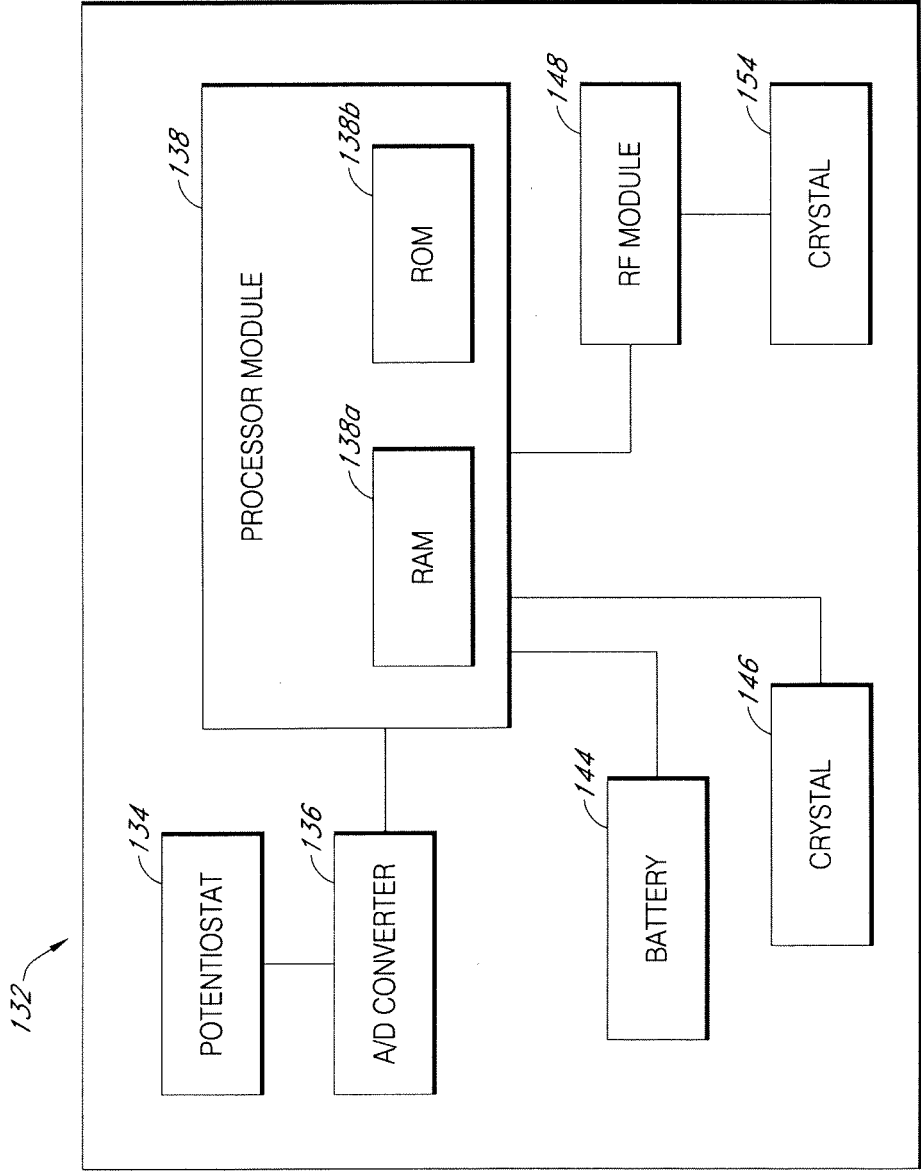 132
134
POTENTIOSTAT
136
A/D CONVERTER
138
PROCESSOR MODULE
138a
RAM
138b
ROM
144
BATTERY
146
CRYSTAL
148
RF MODULE
154
CRYSTAL